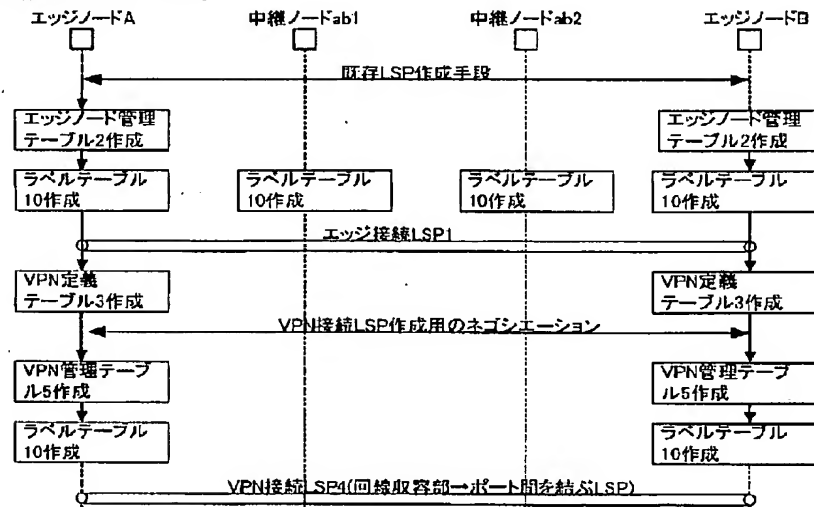 エッジノードA 中継ノードab1 中継ノードab2 エッジノードB
既存LSP作成手段
エッジノード管理
テーブル2作成
エッジノード管理
テーブル2作成
ラベルテーブル
10作成
ラベルテーブル
10作成
ラベルテーブル
10作成
ラベルテーブル
10作成
エッジ接続LSP1
VPN定義
テーブル3作成
VPN定義
テーブル3作成
VPN接続LSP作成用のネゴシエーション
VPN管理テーブ
ル5作成
VPN管理テーブ
ル5作成
ラベルテーブル
10作成
ラベルテーブル
10作成
VPN接続LSP4(回線収容部→ポート間を結ぶLSP)